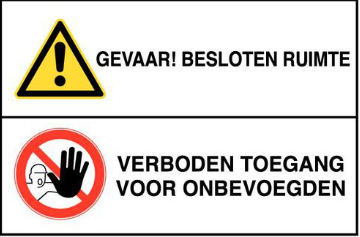 GEVAAR! BESLOTEN RUIMTE
VERBODEN TOEGANG
VOOR ONBEVOEGDEN